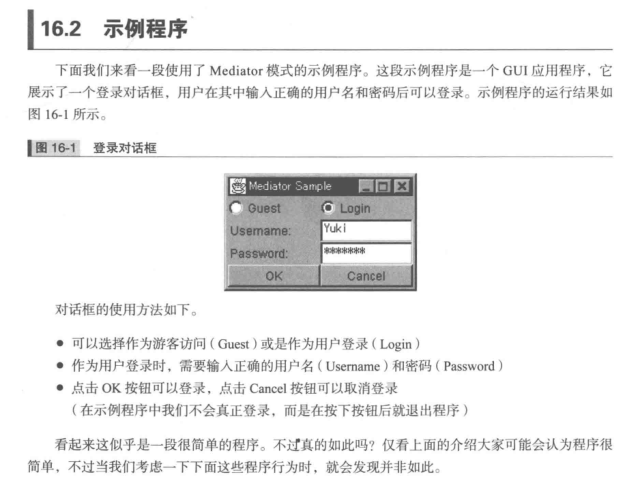 16.2 示例程序
下面我们来看一段使用了 Mediator 模式的示例程序。这段示例程序是一个 GUI 应用程序，它
展示了一个登录对话框，用户在其中输入正确的用户名和密码后可以登录。示例程序的运行结果如
图 16-1 所示。
图 16-1 登录对话框
Mediator Sample
Guest Login
Username: Yuki
Password: *******
OK Cancel
对话框的使用方法如下。
● 可以选择作为游客访问（Guest）或是作为用户登录（Login）
● 作为用户登录时，需要输入正确的用户名（Username）和密码（Password）
● 点击 OK 按钮可以登录，点击 Cancel 按钮可以取消登录
（在示例程序中我们不会真正登录，而是在按下按钮后就退出程序）
看起来这似乎是一段很简单的程序。不过真的如此吗？仅看上面的介绍大家可能会认为程序很
简单，不过当我们考虑一下下面这些程序行为时，就会发现并非如此。